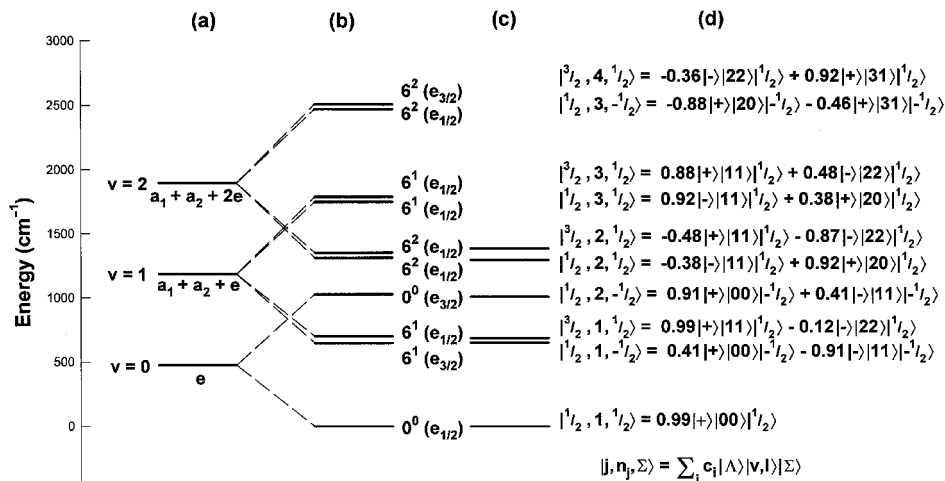 (a) (b) (c) (d)
Energy (cm⁻¹)
3000
2500
2000
1500
1000
500
0
v = 2
a₁ + a₂ + 2e
v = 1
a₁ + a₂ + e
v = 0
e
6² (e₃/₂)
6² (e₁/₂)
6¹ (e₁/₂)
6¹ (e₁/₂)
6² (e₁/₂)
6² (e₁/₂)
0⁰ (e₃/₂)
6¹ (e₁/₂)
6¹ (e₃/₂)
0⁰ (e₁/₂)
|³/₂ , 4, ¹/₂⟩ = -0.36|-⟩|22⟩|¹/₂⟩ + 0.92|+⟩|31⟩|¹/₂⟩
|¹/₂ , 3, -¹/₂⟩ = -0.88|+⟩|20⟩|-¹/₂⟩ - 0.46|+⟩|31⟩|-¹/₂⟩
|³/₂ , 3, ¹/₂⟩ = 0.88|+⟩|11⟩|¹/₂⟩ + 0.48|-⟩|22⟩|¹/₂⟩
|¹/₂ , 3, ¹/₂⟩ = 0.92|-⟩|11⟩|¹/₂⟩ + 0.38|+⟩|20⟩|¹/₂⟩
|³/₂ , 2, ¹/₂⟩ = -0.48|+⟩|11⟩|¹/₂⟩ - 0.87|-⟩|22⟩|¹/₂⟩
|¹/₂ , 2, ¹/₂⟩ = -0.38|-⟩|11⟩|¹/₂⟩ + 0.92|+⟩|20⟩|¹/₂⟩
|¹/₂ , 2, -¹/₂⟩ = 0.91|+⟩|00⟩|-¹/₂⟩ + 0.41|-⟩|11⟩|-¹/₂⟩
|³/₂ , 1, ¹/₂⟩ = 0.99|+⟩|11⟩|¹/₂⟩ - 0.12|-⟩|22⟩|¹/₂⟩
|¹/₂ , 1, -¹/₂⟩ = 0.41|+⟩|00⟩|-¹/₂⟩ - 0.91|-⟩|11⟩|-¹/₂⟩
|¹/₂ , 1, ¹/₂⟩ = 0.99|+⟩|00⟩|¹/₂⟩
|j, nⱼ, Σ⟩ = ∑ᵢ cᵢ|Λ⟩|v,l⟩|Σ⟩